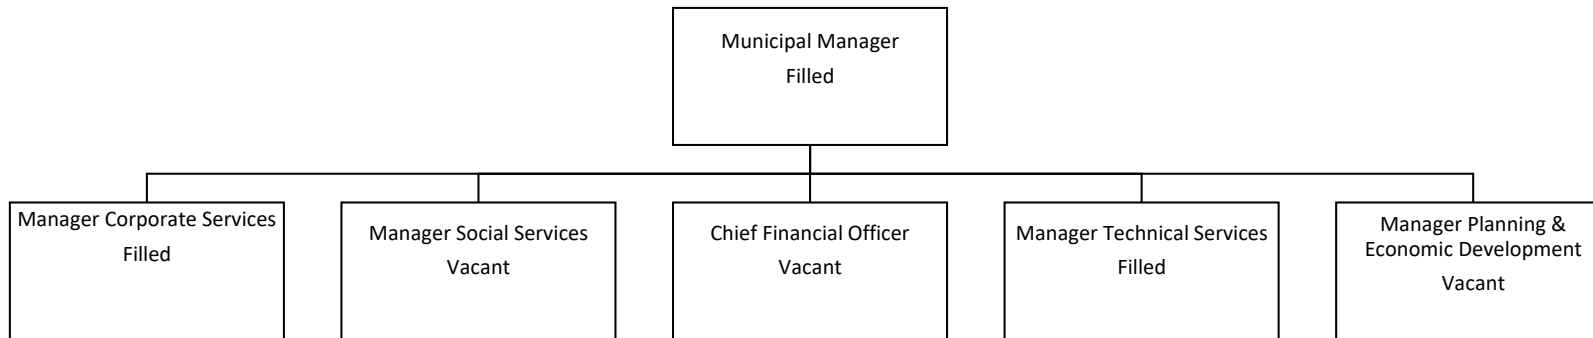 Municipal Manager
Filled
Manager Corporate Services
Filled
Manager Social Services
Vacant
Chief Financial Officer
Vacant
Manager Technical Services
Filled
Manager Planning &
Economic Development
Vacant